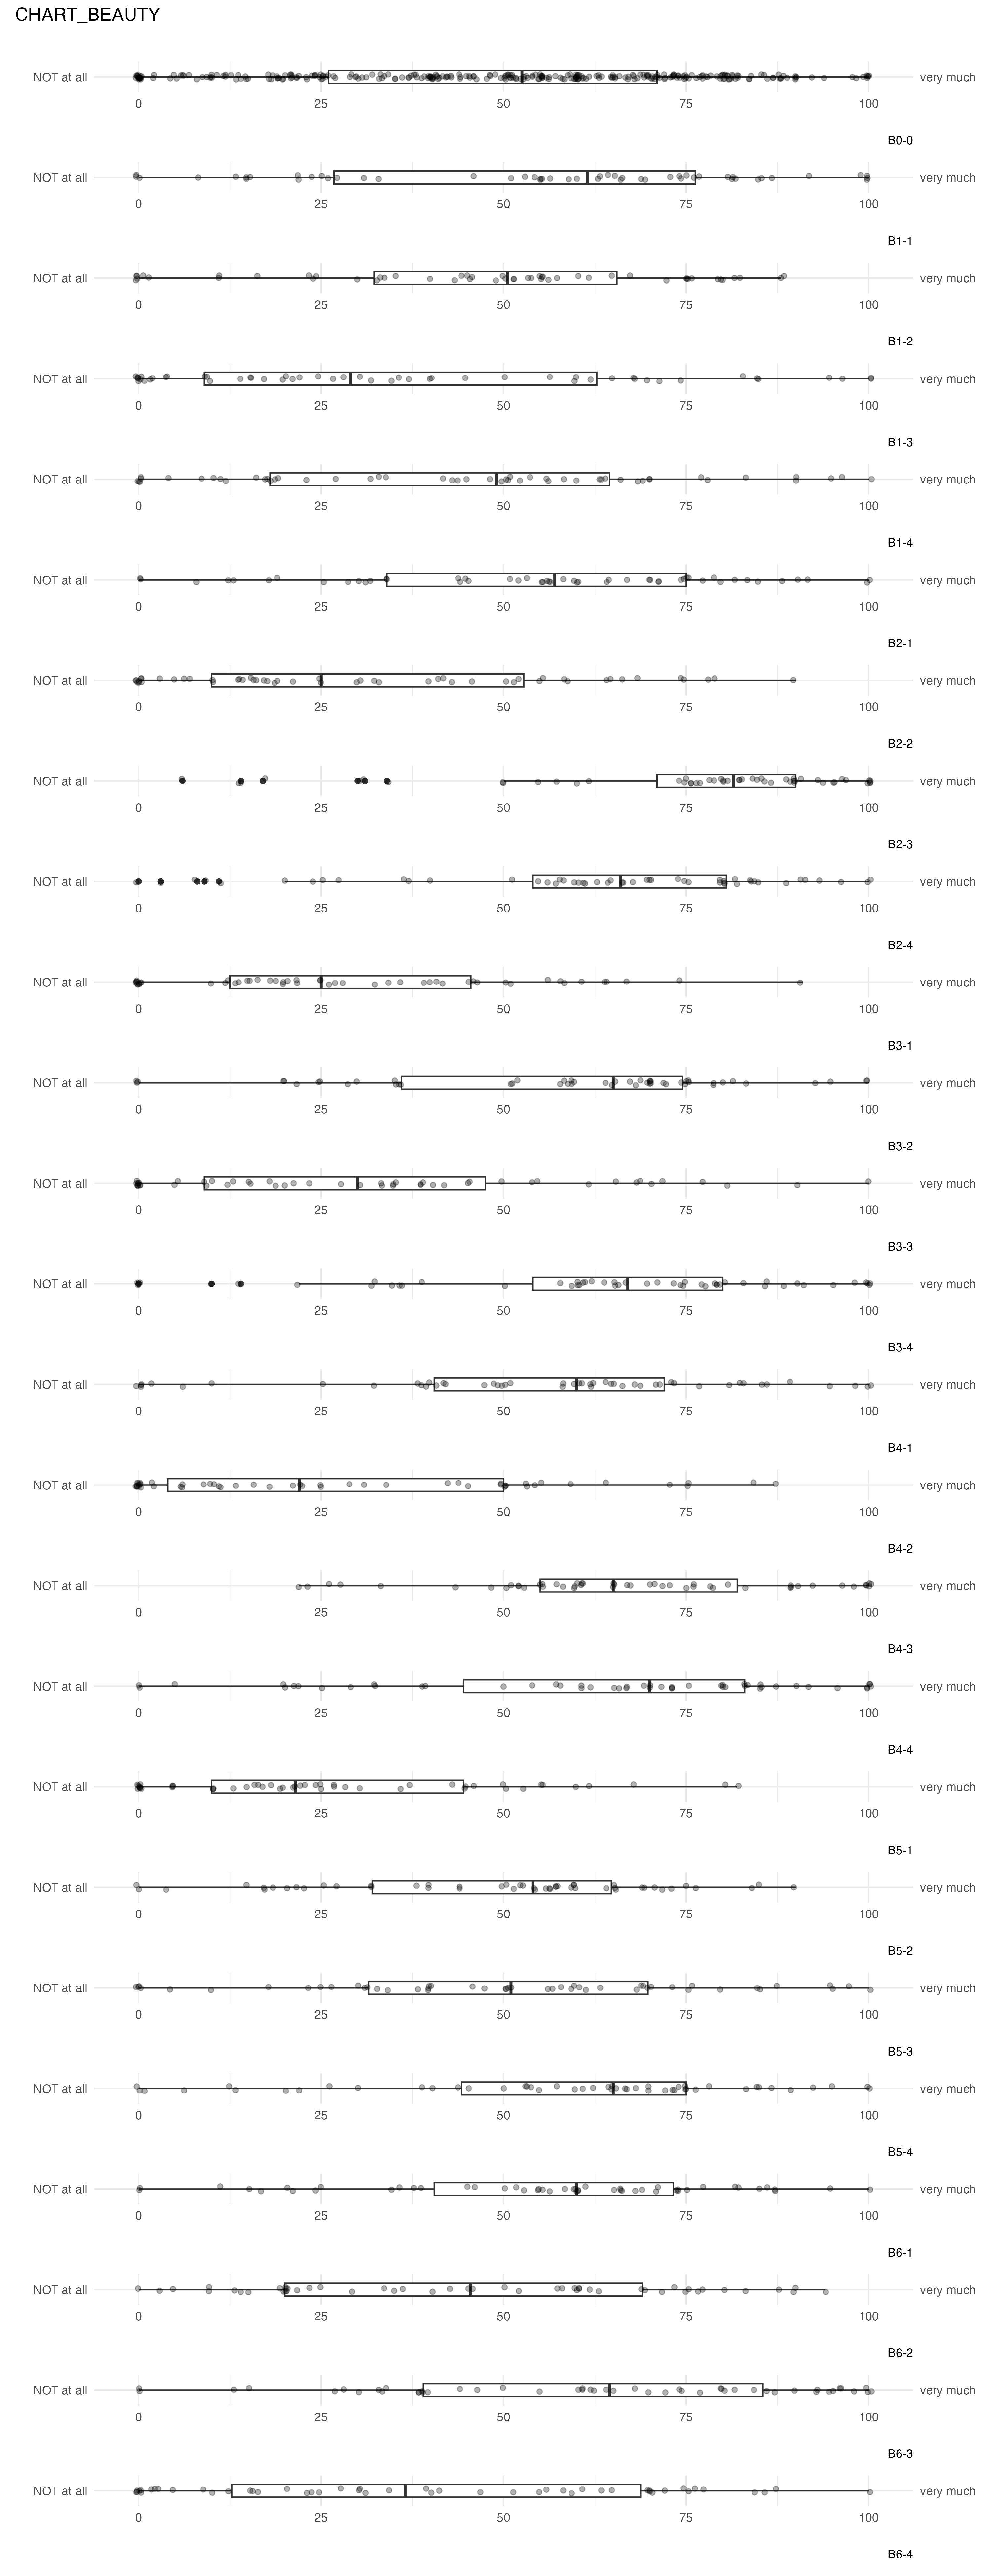 CHART_BEAUTY
NOT at all very much
0 25 50 75 100
B0-0
NOT at all very much
0 25 50 75 100
B1-1
NOT at all very much
0 25 50 75 100
B1-2
NOT at all very much
0 25 50 75 100
B1-3
NOT at all very much
0 25 50 75 100
B1-4
NOT at all very much
0 25 50 75 100
B2-1
NOT at all very much
0 25 50 75 100
B2-2
NOT at all very much
0 25 50 75 100
B2-3
NOT at all very much
0 25 50 75 100
B2-4
NOT at all very much
0 25 50 75 100
B3-1
NOT at all very much
0 25 50 75 100
B3-2
NOT at all very much
0 25 50 75 100
B3-3
NOT at all very much
0 25 50 75 100
B3-4
NOT at all very much
0 25 50 75 100
B4-1
NOT at all very much
0 25 50 75 100
B4-2
NOT at all very much
0 25 50 75 100
B4-3
NOT at all very much
0 25 50 75 100
B4-4
NOT at all very much
0 25 50 75 100
B5-1
NOT at all very much
0 25 50 75 100
B5-2
NOT at all very much
0 25 50 75 100
B5-3
NOT at all very much
0 25 50 75 100
B5-4
NOT at all very much
0 25 50 75 100
B6-1
NOT at all very much
0 25 50 75 100
B6-2
NOT at all very much
0 25 50 75 100
B6-3
NOT at all very much
0 25 50 75 100
B6-4